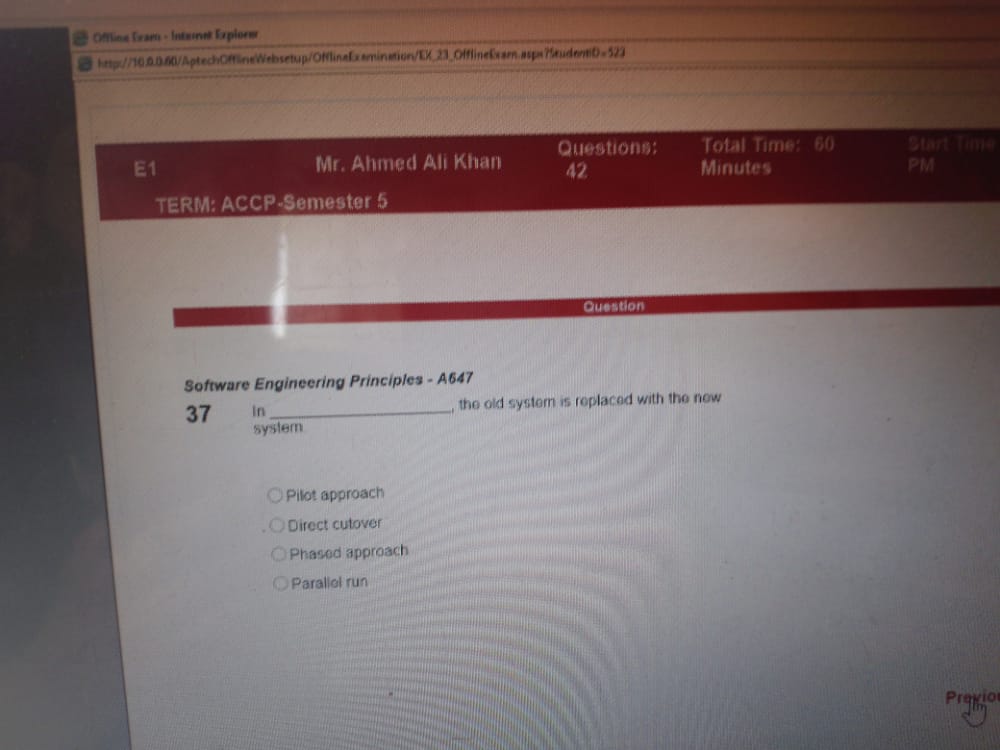 Offline Exam - Internet Explorer
http://10.0.0.60/AptechOfflineWebsetup/OfflineExamination/EX_23_OfflineExam.aspx?StudentID=523
E1
Mr. Ahmed Ali Khan
Questions:
42
Total Time: 60
Minutes
Start Time
PM
TERM: ACCP-Semester 5
Question
Software Engineering Principles - A647
37
In ____________________, the old system is replaced with the new
system.
Pilot approach
Direct cutover
Phased approach
Parallel run